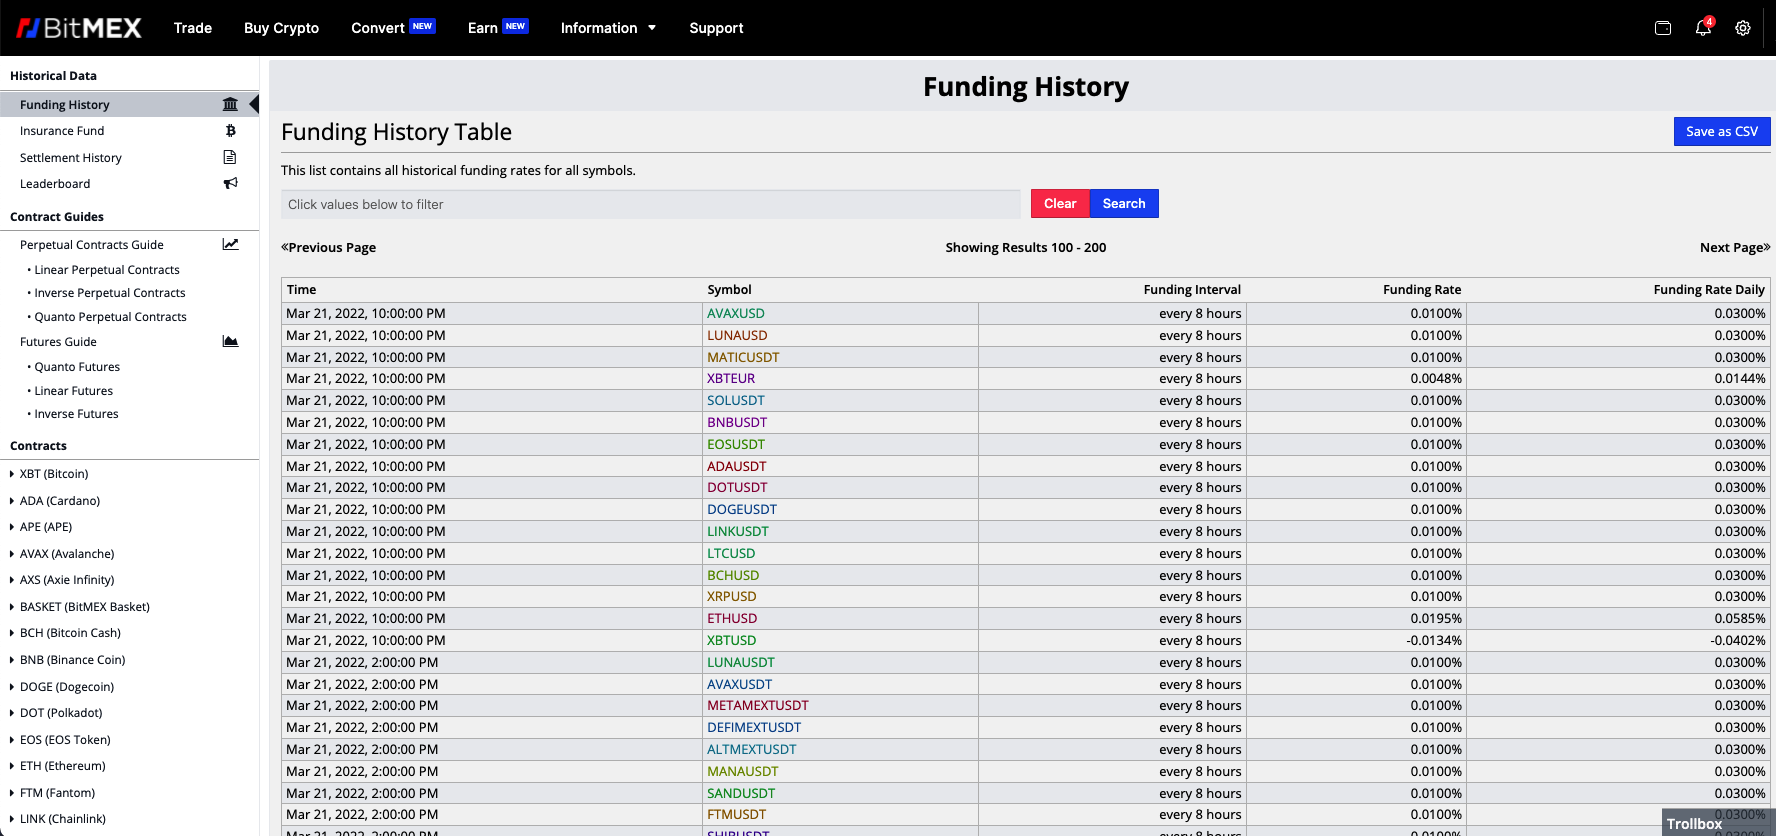 BitMEX Trade Buy Crypto Convert NEW Earn NEW Information Support 4
Historical Data
Funding History
Insurance Fund
Settlement History
Leaderboard
Contract Guides
Perpetual Contracts Guide
• Linear Perpetual Contracts
• Inverse Perpetual Contracts
• Quanto Perpetual Contracts
Futures Guide
• Quanto Futures
• Linear Futures
• Inverse Futures
Contracts
XBT (Bitcoin)
ADA (Cardano)
APE (APE)
AVAX (Avalanche)
AXS (Axie Infinity)
BASKET (BitMEX Basket)
BCH (Bitcoin Cash)
BNB (Binance Coin)
DOGE (Dogecoin)
DOT (Polkadot)
EOS (EOS Token)
ETH (Ethereum)
FTM (Fantom)
LINK (Chainlink)
Funding History
Funding History Table Save as CSV
This list contains all historical funding rates for all symbols.
Click values below to filter Clear Search
«Previous Page Showing Results 100 - 200 Next Page»
Time Symbol Funding Interval Funding Rate Funding Rate Daily
Mar 21, 2022, 10:00:00 PM AVAXUSD every 8 hours 0.0100% 0.0300%
Mar 21, 2022, 10:00:00 PM LUNAUSD every 8 hours 0.0100% 0.0300%
Mar 21, 2022, 10:00:00 PM MATICUSDT every 8 hours 0.0100% 0.0300%
Mar 21, 2022, 10:00:00 PM XBTEUR every 8 hours 0.0048% 0.0144%
Mar 21, 2022, 10:00:00 PM SOLUSDT every 8 hours 0.0100% 0.0300%
Mar 21, 2022, 10:00:00 PM BNBUSDT every 8 hours 0.0100% 0.0300%
Mar 21, 2022, 10:00:00 PM EOSUSDT every 8 hours 0.0100% 0.0300%
Mar 21, 2022, 10:00:00 PM ADAUSDT every 8 hours 0.0100% 0.0300%
Mar 21, 2022, 10:00:00 PM DOTUSDT every 8 hours 0.0100% 0.0300%
Mar 21, 2022, 10:00:00 PM DOGEUSDT every 8 hours 0.0100% 0.0300%
Mar 21, 2022, 10:00:00 PM LINKUSDT every 8 hours 0.0100% 0.0300%
Mar 21, 2022, 10:00:00 PM LTCUSD every 8 hours 0.0100% 0.0300%
Mar 21, 2022, 10:00:00 PM BCHUSD every 8 hours 0.0100% 0.0300%
Mar 21, 2022, 10:00:00 PM XRPUSD every 8 hours 0.0100% 0.0300%
Mar 21, 2022, 10:00:00 PM ETHUSD every 8 hours 0.0195% 0.0585%
Mar 21, 2022, 10:00:00 PM XBTUSD every 8 hours -0.0134% -0.0402%
Mar 21, 2022, 2:00:00 PM LUNAUSDT every 8 hours 0.0100% 0.0300%
Mar 21, 2022, 2:00:00 PM AVAXUSDT every 8 hours 0.0100% 0.0300%
Mar 21, 2022, 2:00:00 PM METAMEXTUSDT every 8 hours 0.0100% 0.0300%
Mar 21, 2022, 2:00:00 PM DEFIMEXTUSDT every 8 hours 0.0100% 0.0300%
Mar 21, 2022, 2:00:00 PM ALTMEXTUSDT every 8 hours 0.0100% 0.0300%
Mar 21, 2022, 2:00:00 PM MANAUSDT every 8 hours 0.0100% 0.0300%
Mar 21, 2022, 2:00:00 PM SANDUSDT every 8 hours 0.0100% 0.0300%
Mar 21, 2022, 2:00:00 PM FTMUSDT every 8 hours 0.0100% 0.0300%
Mar 21, 2022, 2:00:00 PM SHIBUSDT every 8 hours 0.0100%
Trollbox